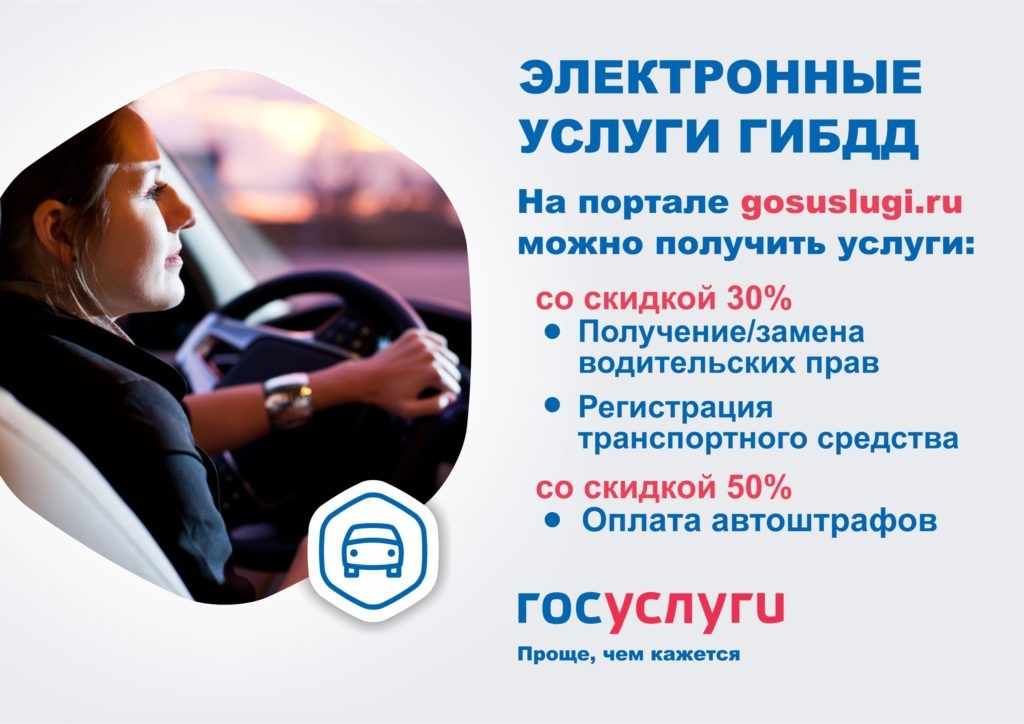 ЭЛЕКТРОННЫЕ
УСЛУГИ ГИБДД
На портале gosuslugi.ru
можно получить услуги:
со скидкой 30%
• Получение/замена
водительских прав
• Регистрация
транспортного средства
со скидкой 50%
• Оплата автоштрафов
госуслуги
Проще, чем кажется